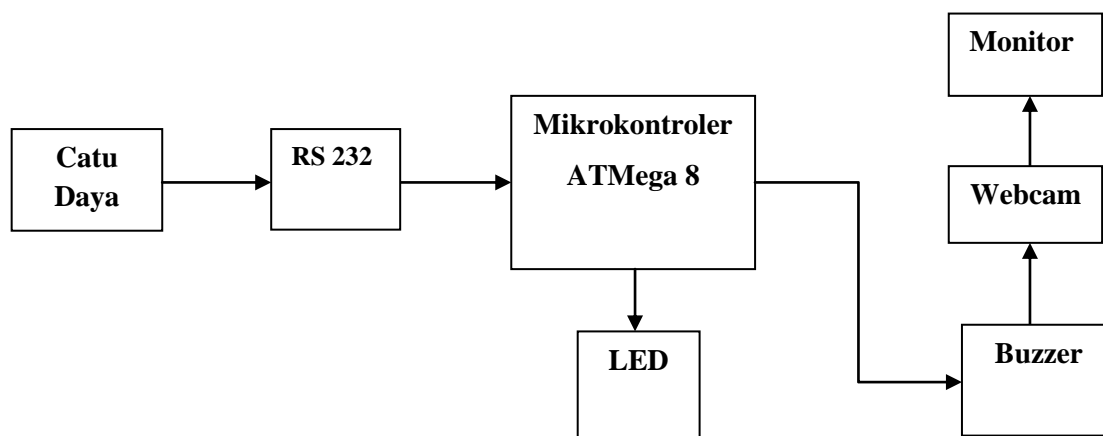 Monitor
Catu
Daya
RS 232
Mikrokontroler
ATMega 8
Webcam
LED
Buzzer